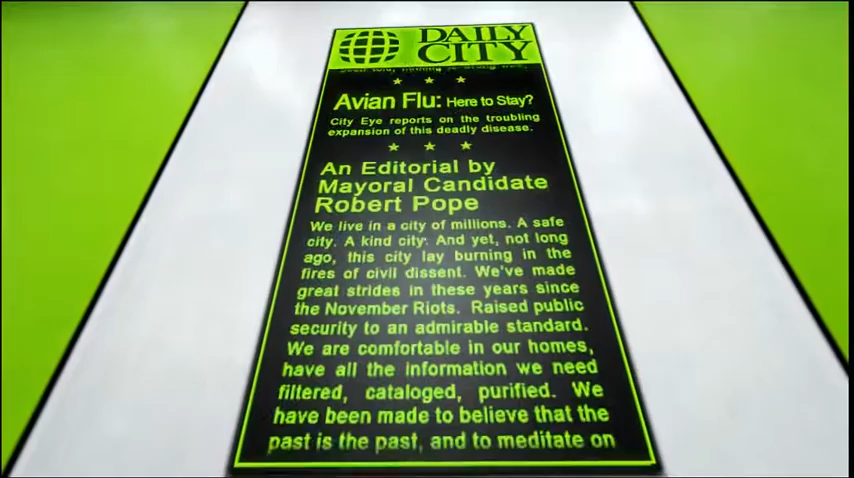 DAILY
CITY
Avian Flu: Here to Stay?
City Eye reports on the troubling
expansion of this deadly disease.
An Editorial by
Mayoral Candidate
Robert Pope
We live in a city of millions. A safe
city. A kind city. And yet, not long
ago, this city lay burning in the
fires of civil dissent. We've made
great strides in these years since
the November Riots. Raised public
security to an admirable standard.
We are comfortable in our homes,
have all the information we need
filtered, cataloged, purified. We
have been made to believe that the
past is the past, and to meditate on